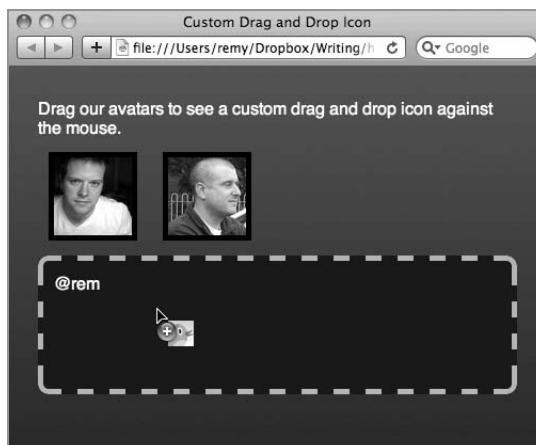 Custom Drag and Drop Icon
file:///Users/remy/Dropbox/Writing/h
Google
Drag our avatars to see a custom drag and drop icon against
the mouse.
@rem